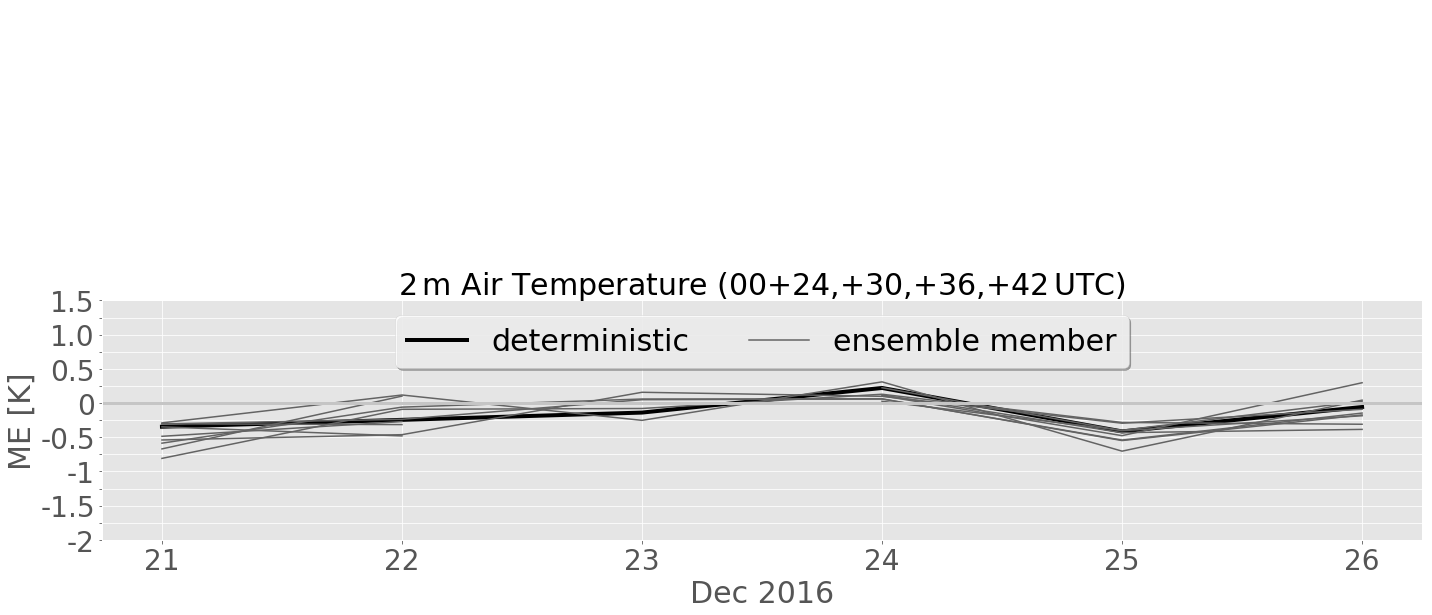 2 m Air Temperature (00+24,+30,+36,+42 UTC)
deterministic
ensemble member
1.5
1.0
0.5
0
-0.5
-1
-1.5
-2
ME [K]
21 22 23 24 25 26
Dec 2016